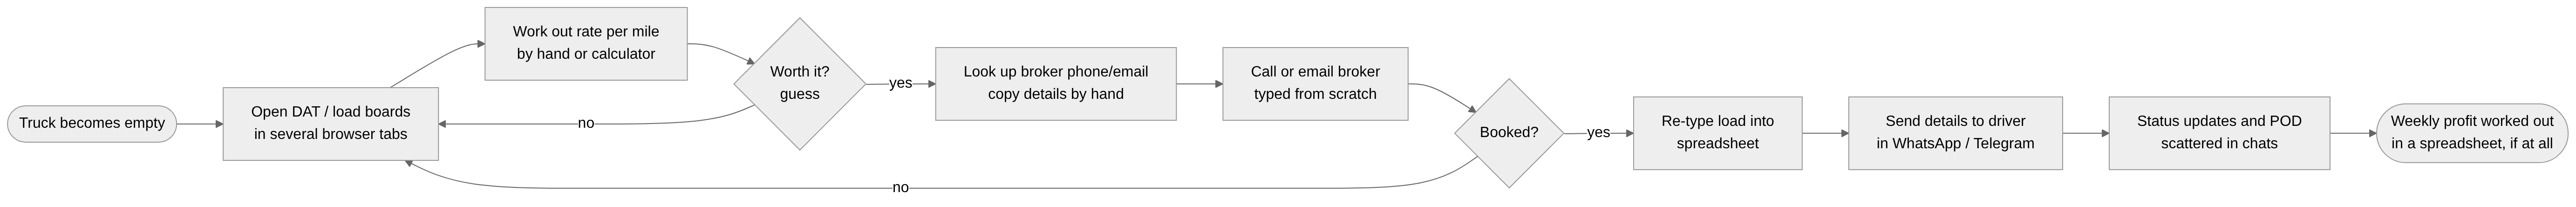 Truck becomes empty
Open DAT / load boards
in several browser tabs
Work out rate per mile
by hand or calculator
Worth it?
guess
no
yes
Look up broker phone/email
copy details by hand
Call or email broker
typed from scratch
Booked?
no
yes
Re-type load into
spreadsheet
Send details to driver
in WhatsApp / Telegram
Status updates and POD
scattered in chats
Weekly profit worked out
in a spreadsheet, if at all